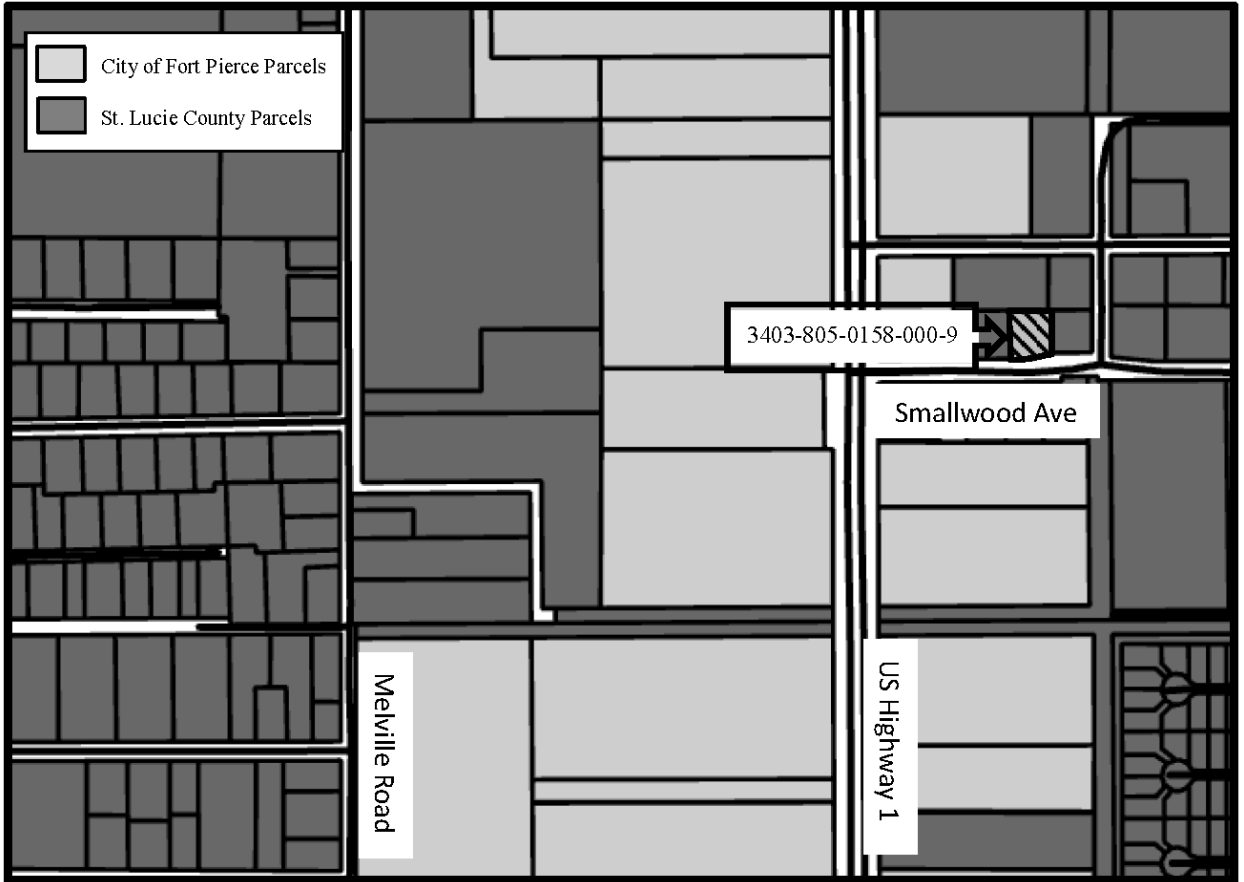 City of Fort Pierce Parcels
St. Lucie County Parcels
3403-805-0158-000-9
Smallwood Ave
Melville Road
US Highway 1